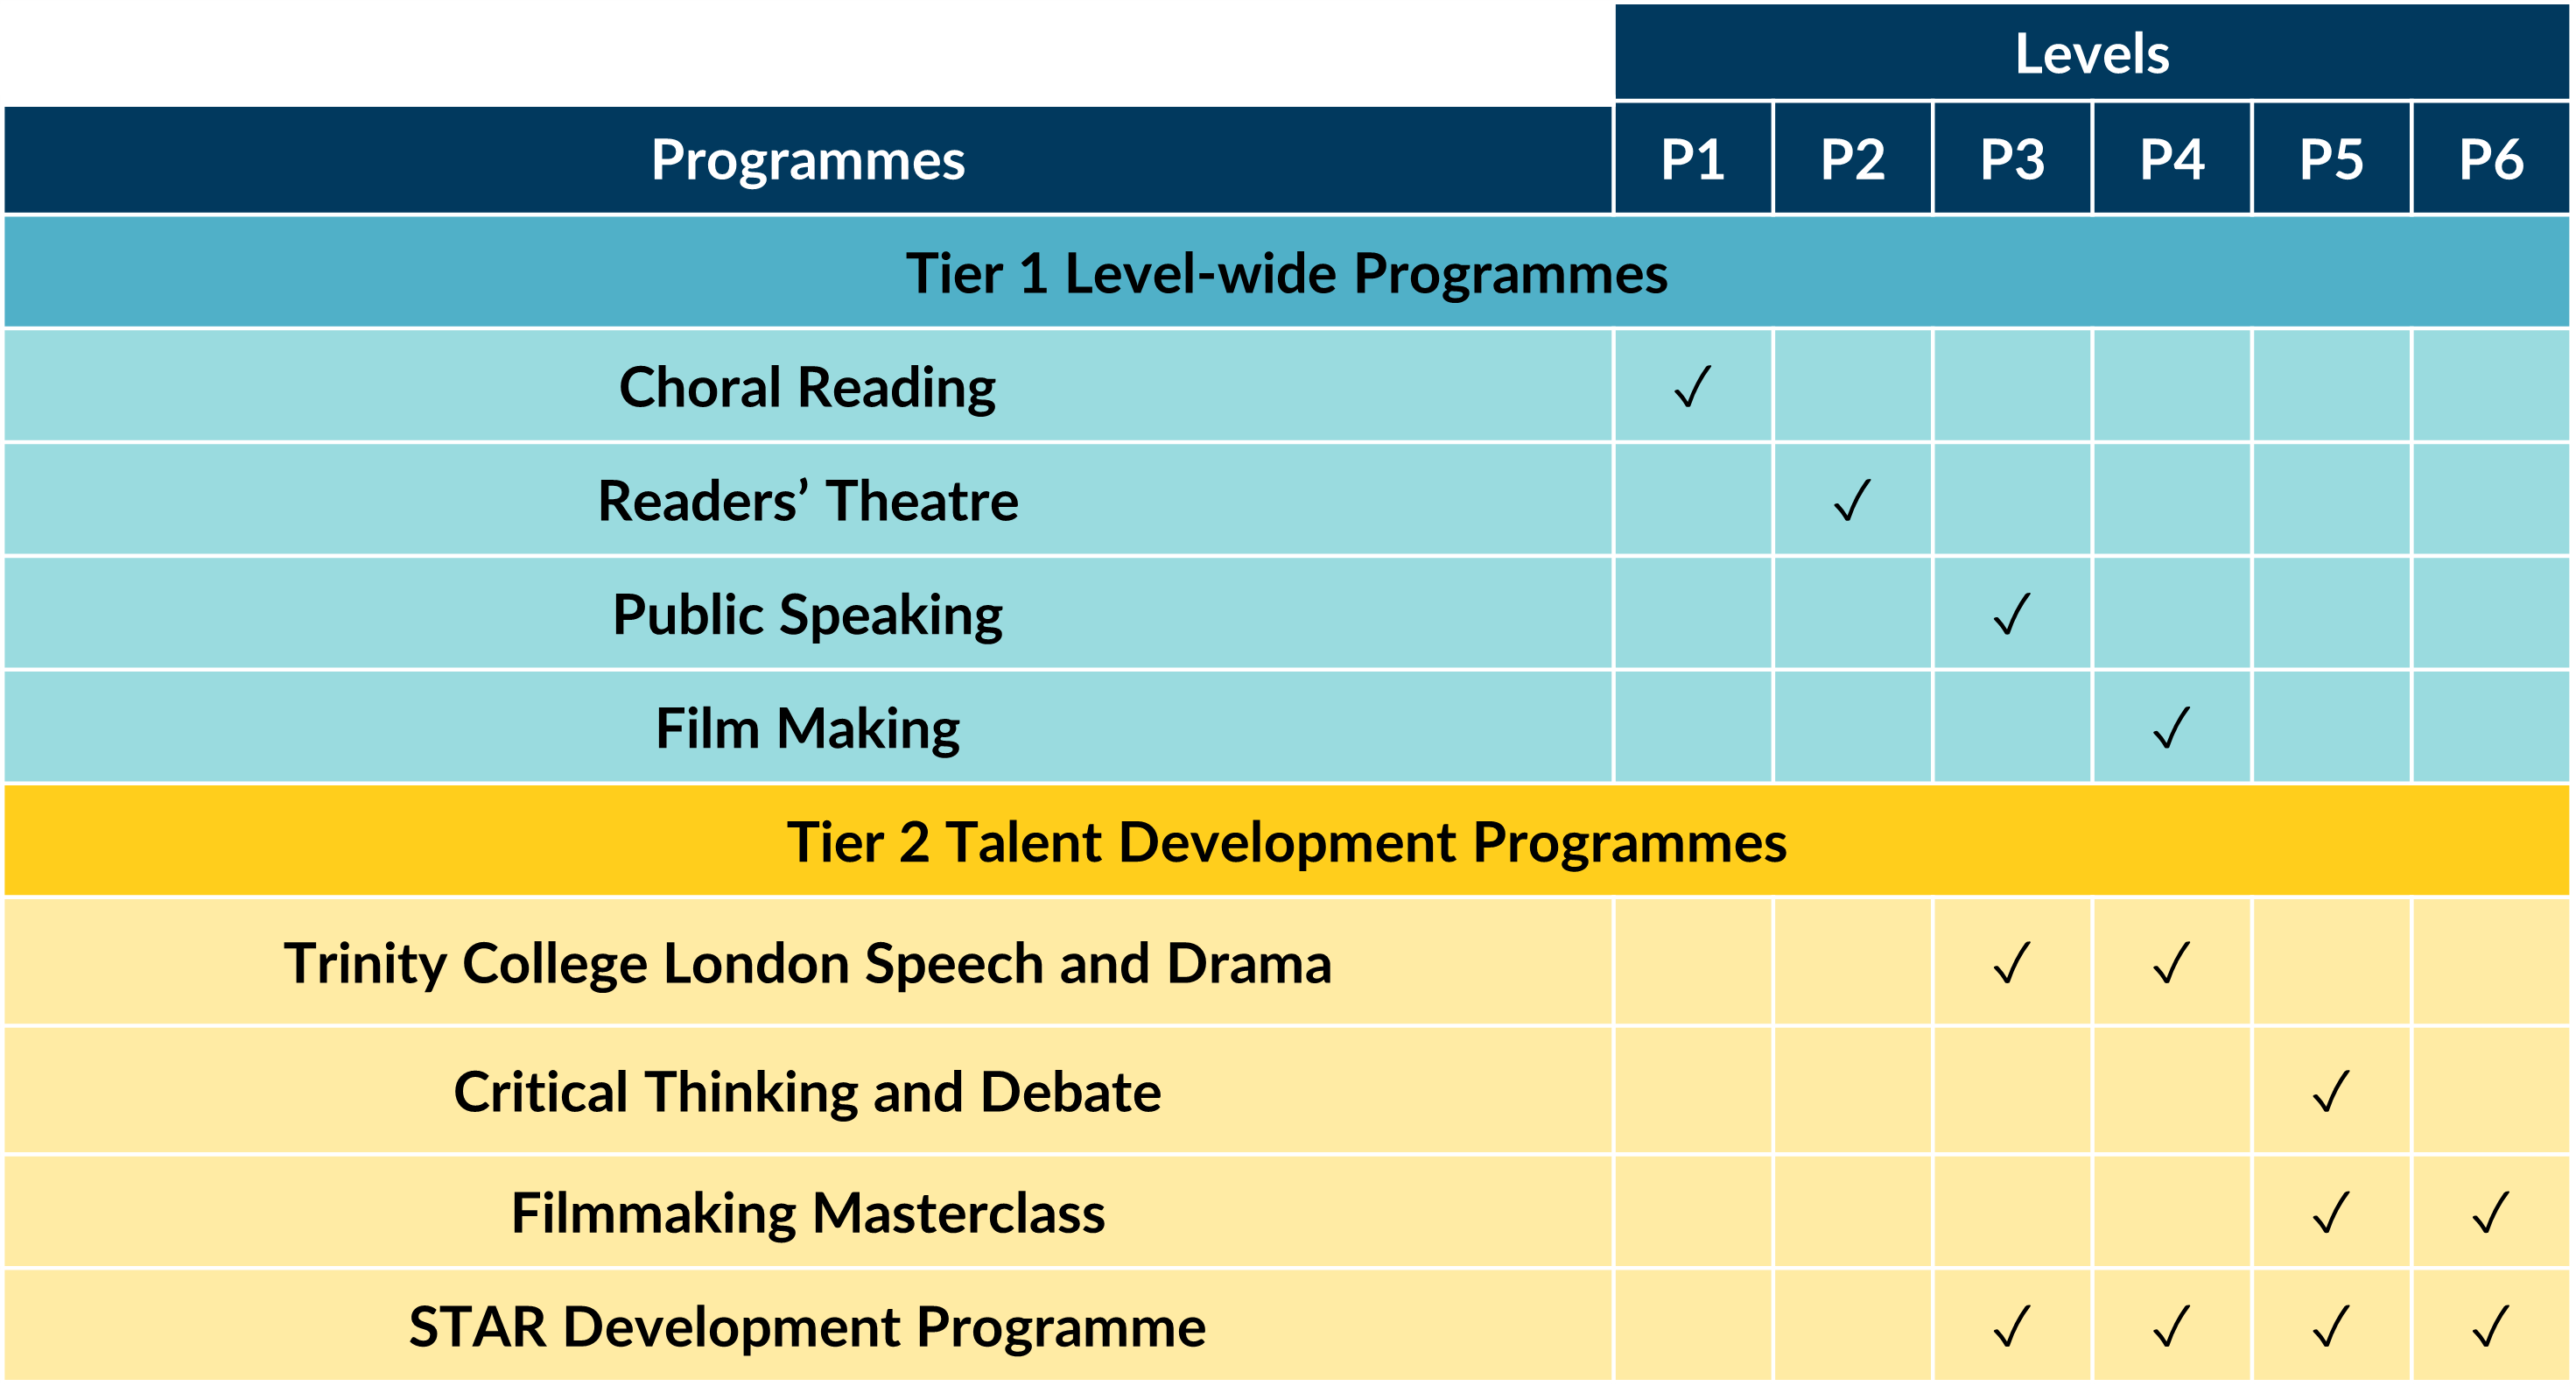 Levels
Programmes P1 P2 P3 P4 P5 P6
Tier 1 Level-wide Programmes
Choral Reading ✓
Readers’ Theatre ✓
Public Speaking ✓
Film Making ✓
Tier 2 Talent Development Programmes
Trinity College London Speech and Drama ✓ ✓
Critical Thinking and Debate ✓
Filmmaking Masterclass ✓ ✓
STAR Development Programme ✓ ✓ ✓ ✓